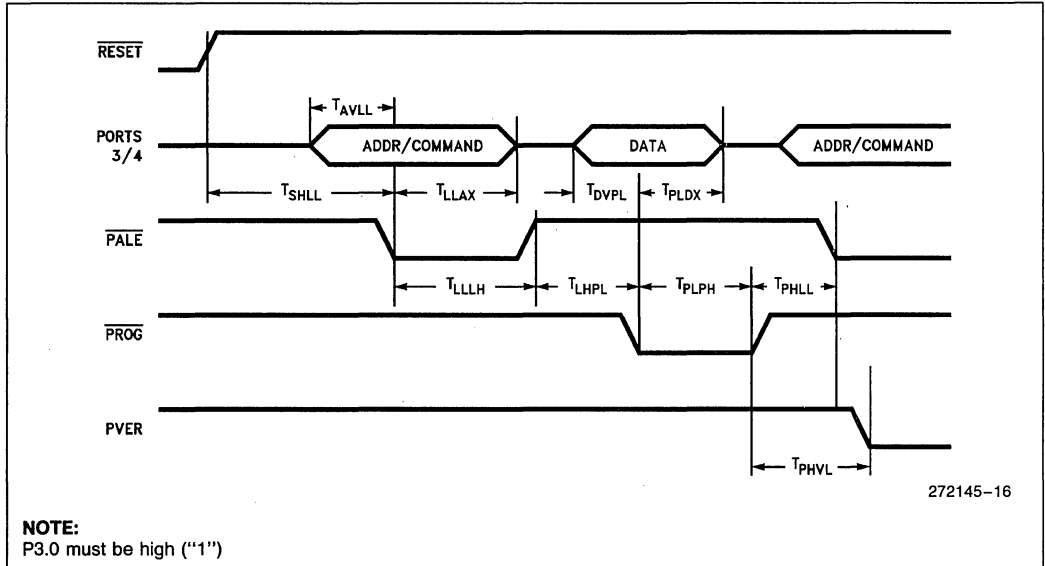 RESET
T_AVLL
PORTS 3/4
ADDR/COMMAND
DATA
ADDR/COMMAND
T_SHLL
T_LLAX
T_DVPL
T_PLDX
PALE
T_LLLH
T_LHPL
T_PLPH
T_PHLL
PROG
PVER
T_PHVL
272145–16
NOTE:
P3.0 must be high (“1”)